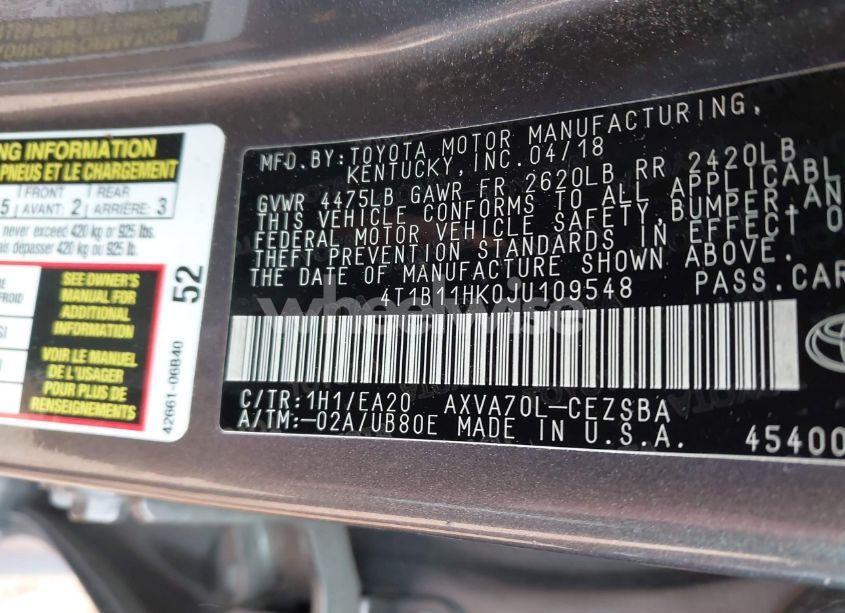 NG INFORMATION
PNEUS ET LE CHARGEMENT
5 FRONT AVANT: 2 REAR ARRIÈRE: 3
never exceed 420 kg or 925 lbs.
ais dépasser 420 kg ou 925 lb.
SEE OWNER'S
MANUAL FOR
ADDITIONAL
INFORMATION
VOIR LE MANUEL
DE L'USAGER
POUR PLUS DE
RENSEIGNEMENTS
52
42661-06B40
MFD. BY: TOYOTA MOTOR MANUFACTURING,
KENTUCKY, INC. 04/18
GVWR 4475LB GAWR FR 2620LB RR 2420LB
THIS VEHICLE CONFORMS TO ALL APPLICABL
FEDERAL MOTOR VEHICLE SAFETY, BUMPER, AN
THEFT PREVENTION STANDARDS IN EFFECT O
THE DATE OF MANUFACTURE SHOWN ABOVE.
4T1B11HK0JU109548 PASS. CAR
wheelwise
C/TR: 1H1/EA20 AXVA70L-CEZSBA
A/TM: -02A/UB80E MADE IN U.S.A. 45400